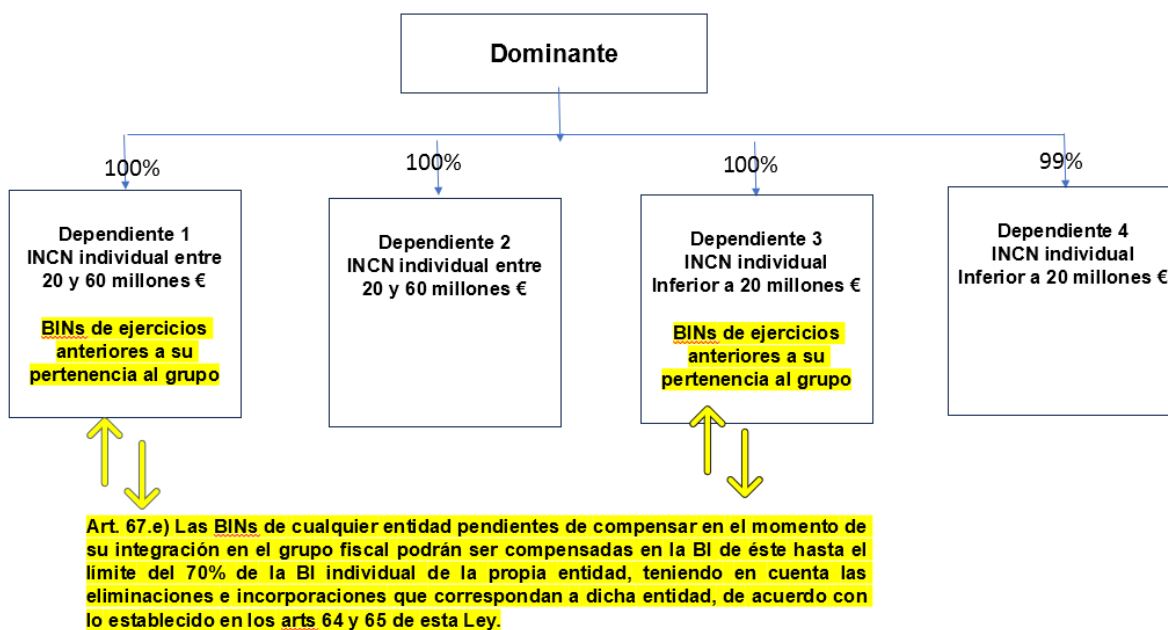 Dominante
100%
100%
100%
99%
Dependiente 1
INCN individual entre
20 y 60 millones €
BINs de ejercicios
anteriores a su
pertenencia al grupo
Dependiente 2
INCN individual entre
20 y 60 millones €
Dependiente 3
INCN individual
Inferior a 20 millones €
BINs de ejercicios
anteriores a su
pertenencia al grupo
Dependiente 4
INCN individual
Inferior a 20 millones €
Art. 67.e) Las BINs de cualquier entidad pendientes de compensar en el momento de
su integración en el grupo fiscal podrán ser compensadas en la BI de éste hasta el
límite del 70% de la BI individual de la propia entidad, teniendo en cuenta las
eliminaciones e incorporaciones que correspondan a dicha entidad, de acuerdo con
lo establecido en los arts 64 y 65 de esta Ley.